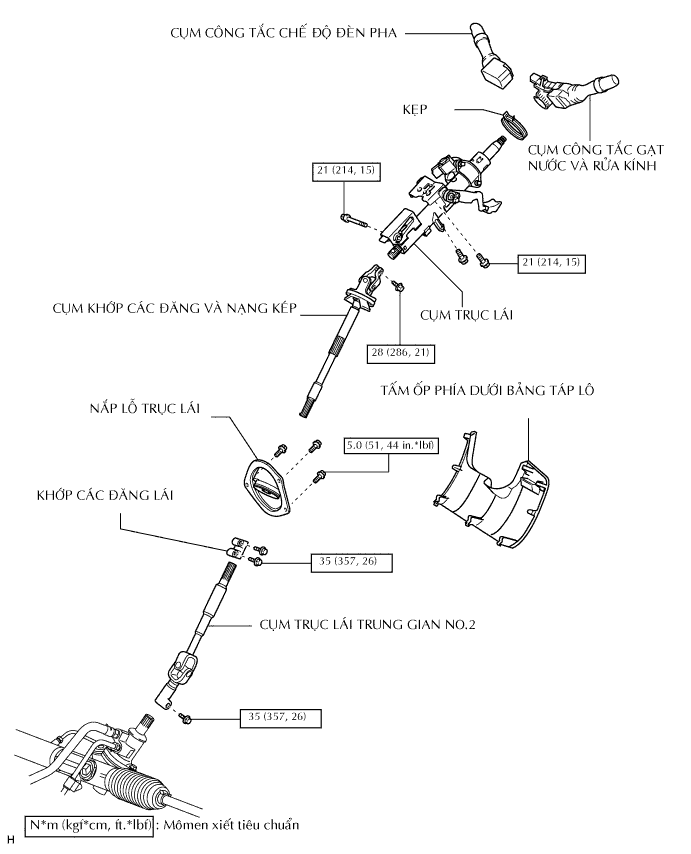 CỤM CÔNG TẮC CHẾ ĐỘ ĐÈN PHA
KẸP
CỤM CÔNG TẮC GẠT
NƯỚC VÀ RỬA KÍNH
21 (214, 15)
21 (214, 15)
CỤM KHỚP CÁC ĐĂNG VÀ NẠNG KÉP
CỤM TRỤC LÁI
28 (286, 21)
TẤM ỐP PHÍA DƯỚI BẢNG TÁP LÔ
NẮP LỖ TRỤC LÁI
5.0 (51, 44 in.*lbf)
KHỚP CÁC ĐĂNG LÁI
35 (357, 26)
CỤM TRỤC LÁI TRUNG GIAN NO.2
35 (357, 26)
N*m (kgf*cm, ft.*lbf) : Mômen xiết tiêu chuẩn
H